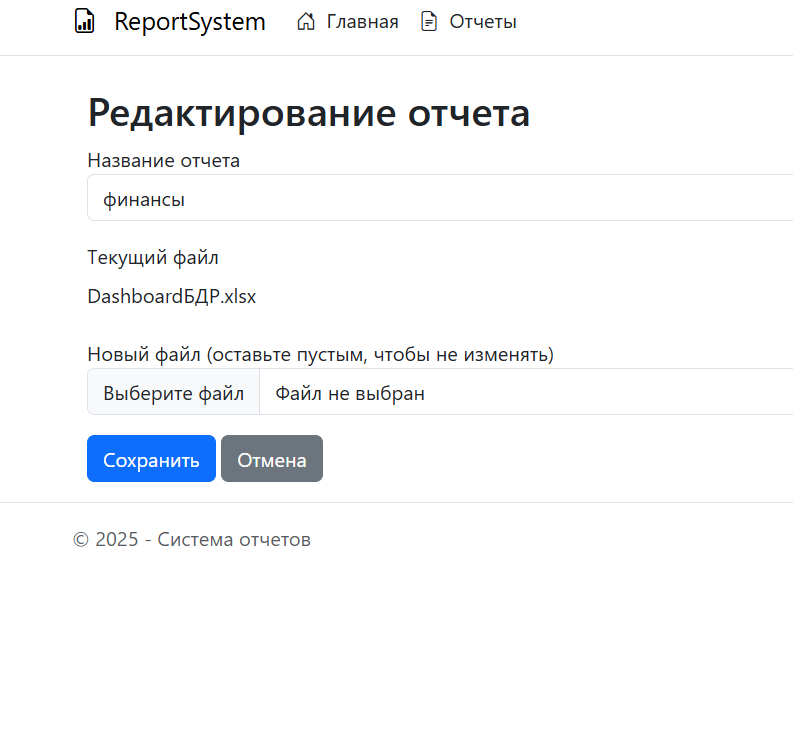 ReportSystem Главная Отчеты
Редактирование отчета
Название отчета
финансы
Текущий файл
DashboardБДР.xlsx
Новый файл (оставьте пустым, чтобы не изменять)
Выберите файл Файл не выбран
Сохранить Отмена
© 2025 - Система отчетов